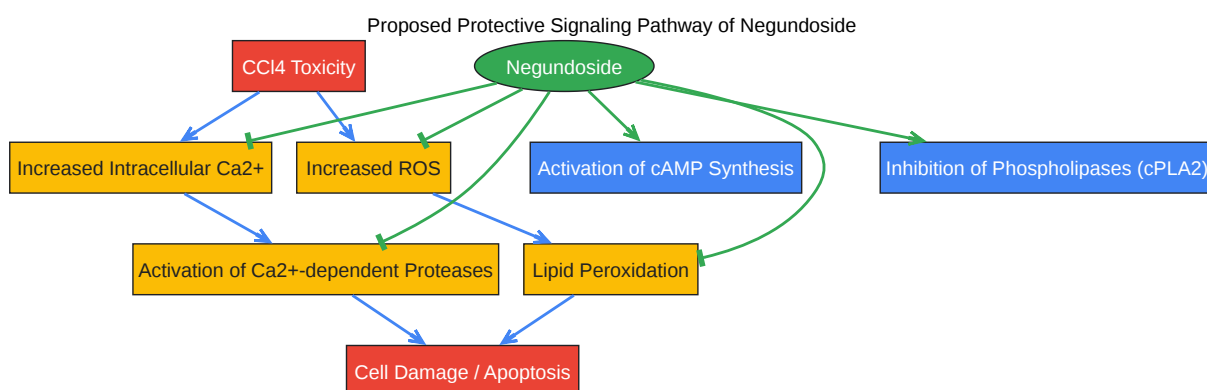 Proposed Protective Signaling Pathway of Negundoside
CCl4 Toxicity
Negundoside
Increased Intracellular Ca2+
Increased ROS
Activation of cAMP Synthesis
Inhibition of Phospholipases (cPLA2)
Activation of Ca2+-dependent Proteases
Lipid Peroxidation
Cell Damage / Apoptosis